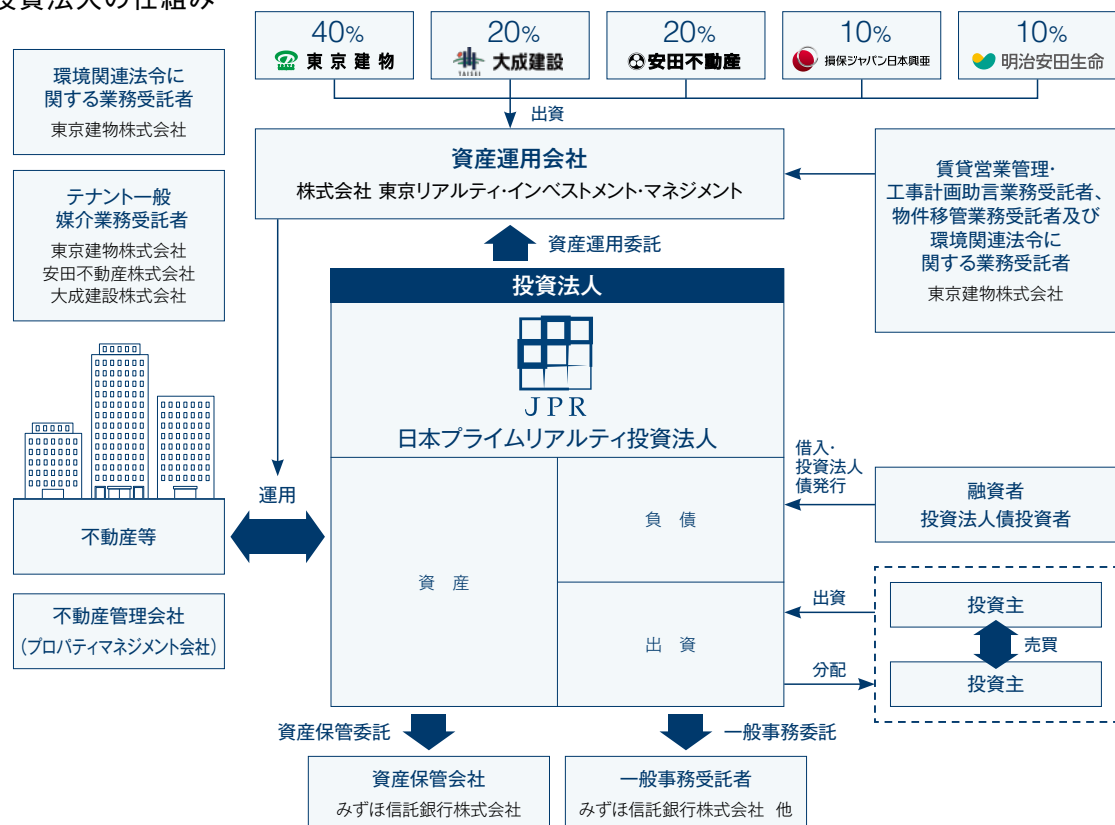 投資法人の仕組み
40%
東京建物
20%
TAISEI 大成建設
20%
安田不動産
10%
損保ジャパン日本興亜
10%
明治安田生命
出資
環境関連法令に
関する業務受託者
東京建物株式会社
テナント一般
媒介業務受託者
東京建物株式会社
安田不動産株式会社
大成建設株式会社
資産運用会社
株式会社 東京リアルティ・インベストメント・マネジメント
賃貸営業管理・
工事計画助言業務受託者、
物件移管業務受託者及び
環境関連法令に
関する業務受託者
東京建物株式会社
資産運用委託
投資法人
JPR
日本プライムリアルティ投資法人
運用
不動産等
不動産管理会社
（プロパティマネジメント会社）
資 産
負 債
出 資
借入・
投資法人
債発行
融資者
投資法人債投資者
出資
分配
投資主
売買
投資主
資産保管委託
資産保管会社
みずほ信託銀行株式会社
一般事務委託
一般事務受託者
みずほ信託銀行株式会社 他